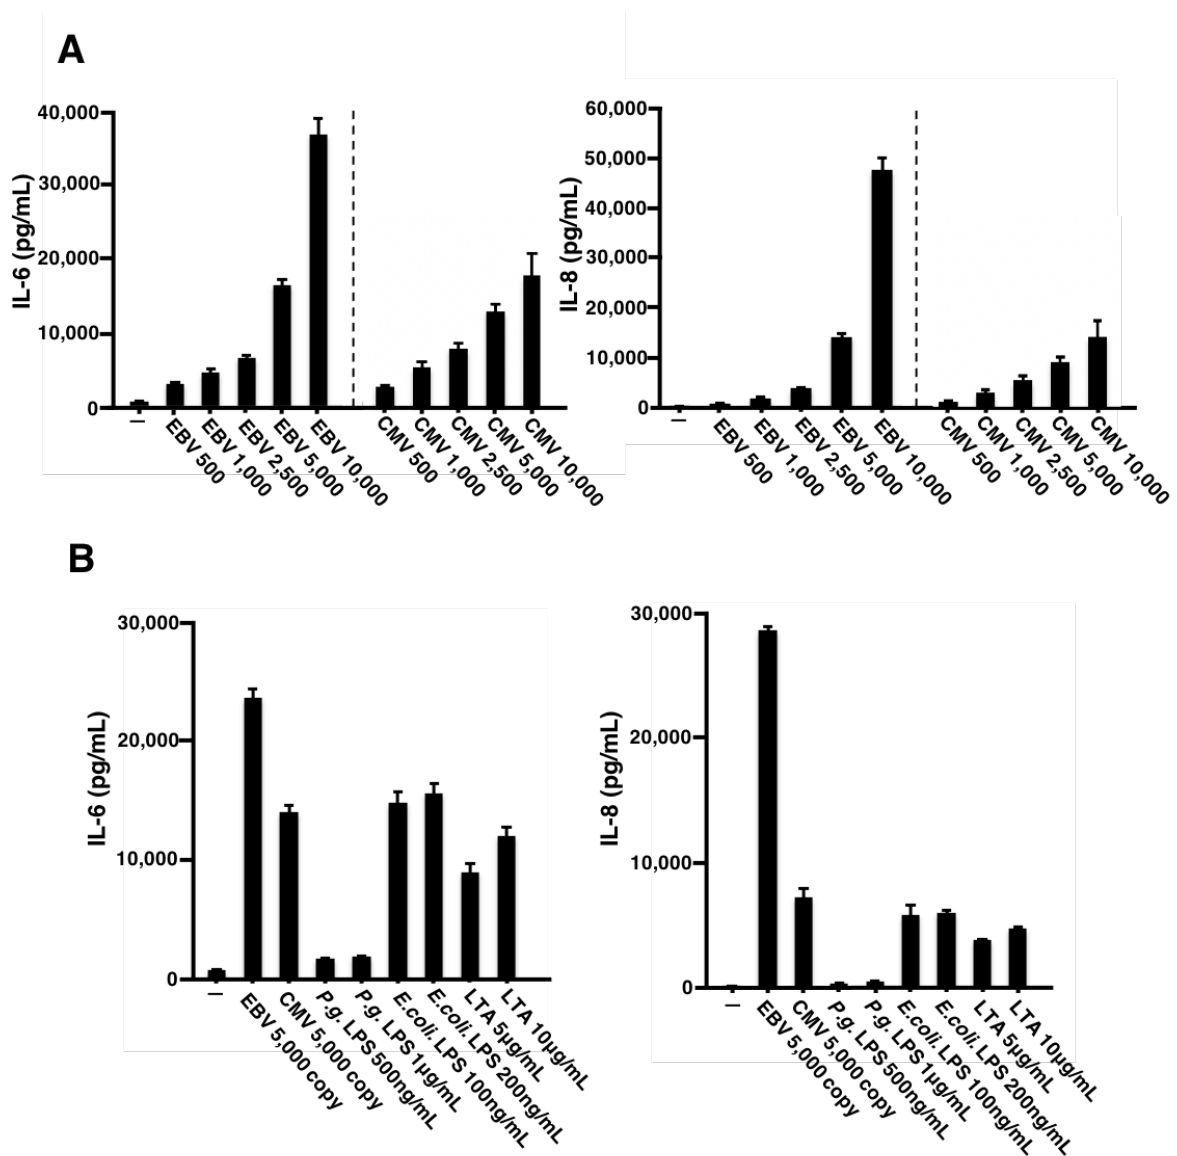 A
IL-6 (pg/mL)
40,000
30,000
20,000
10,000
0
—
EBV 500
EBV 1,000
EBV 2,500
EBV 5,000
EBV 10,000
CMV 500
CMV 1,000
CMV 2,500
CMV 5,000
CMV 10,000
IL-8 (pg/mL)
60,000
50,000
40,000
30,000
20,000
10,000
0
—
EBV 500
EBV 1,000
EBV 2,500
EBV 5,000
EBV 10,000
CMV 500
CMV 1,000
CMV 2,500
CMV 5,000
CMV 10,000
B
IL-6 (pg/mL)
30,000
20,000
10,000
0
—
EBV 5,000 copy
CMV 5,000 copy
P.g. LPS 500ng/mL
P.g. LPS 1μg/mL
E.coli. LPS 100ng/mL
E.coli. LPS 200ng/mL
LTA 5μg/mL
LTA 10μg/mL
IL-8 (pg/mL)
30,000
20,000
10,000
0
—
EBV 5,000 copy
CMV 5,000 copy
P.g. LPS 500ng/mL
P.g. LPS 1μg/mL
E.coli. LPS 100ng/mL
E.coli. LPS 200ng/mL
LTA 5μg/mL
LTA 10μg/mL